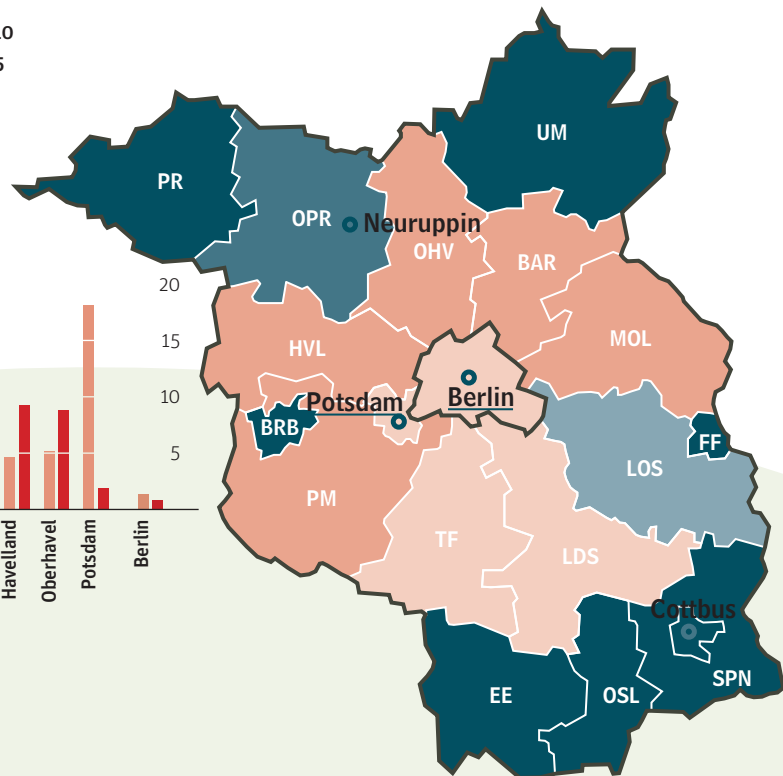 UM
PR
OPR
Neuruppin
OHV
BAR
20
15
10
5
HVL
MOL
Potsdam
Berlin
BRB
FF
LOS
PM
TF
LDS
Havelland
Oberhavel
Potsdam
Berlin
Cottbus
SPN
EE
OSL